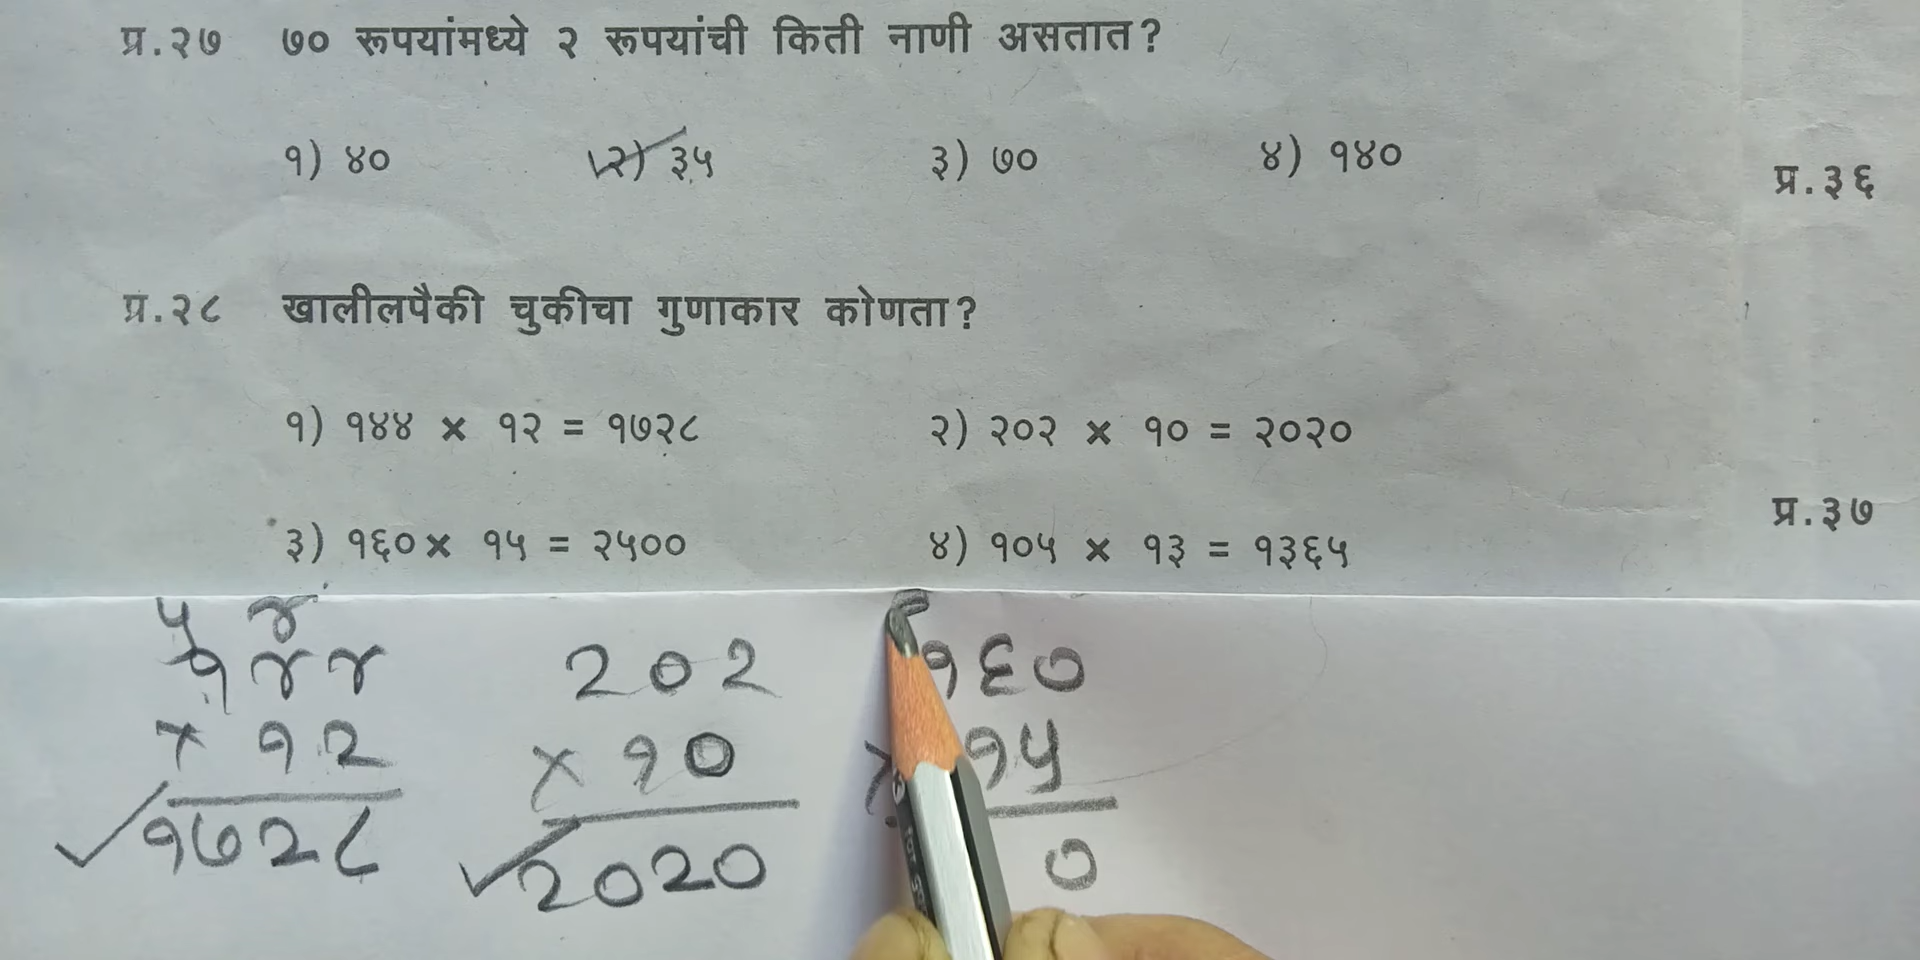 प्र.२७ ७० रूपयांमध्ये २ रूपयांची किती नाणी असतात?
१) ४० २) ३५ ३) ७० ४) १४०
प्र.३६
प्र.२८ खालीलपैकी चुकीचा गुणाकार कोणता?
१) १४४ × १२ = १७२८ २) २०२ × १० = २०२०
प्र.३७
३) १६० × १५ = २५०० ४) १०५ × १३ = १३६५
५ ४
१४४ २०२ १६०
× १२ × १० × १५
१७२८ २०२० ०